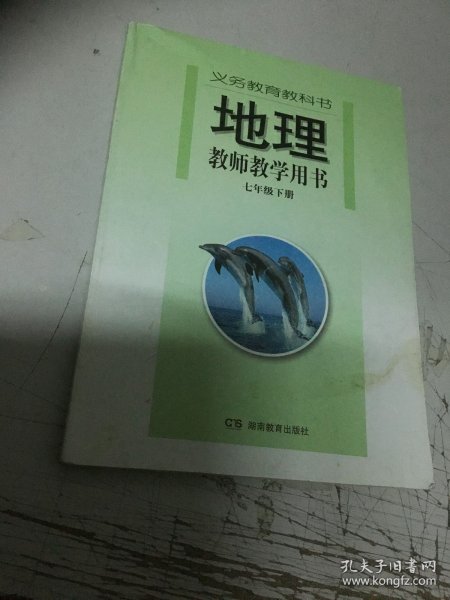 义务教育教科书
地理
教师教学用书
七年级下册
湖南教育出版社
孔夫子旧书网
www.kongfz.com